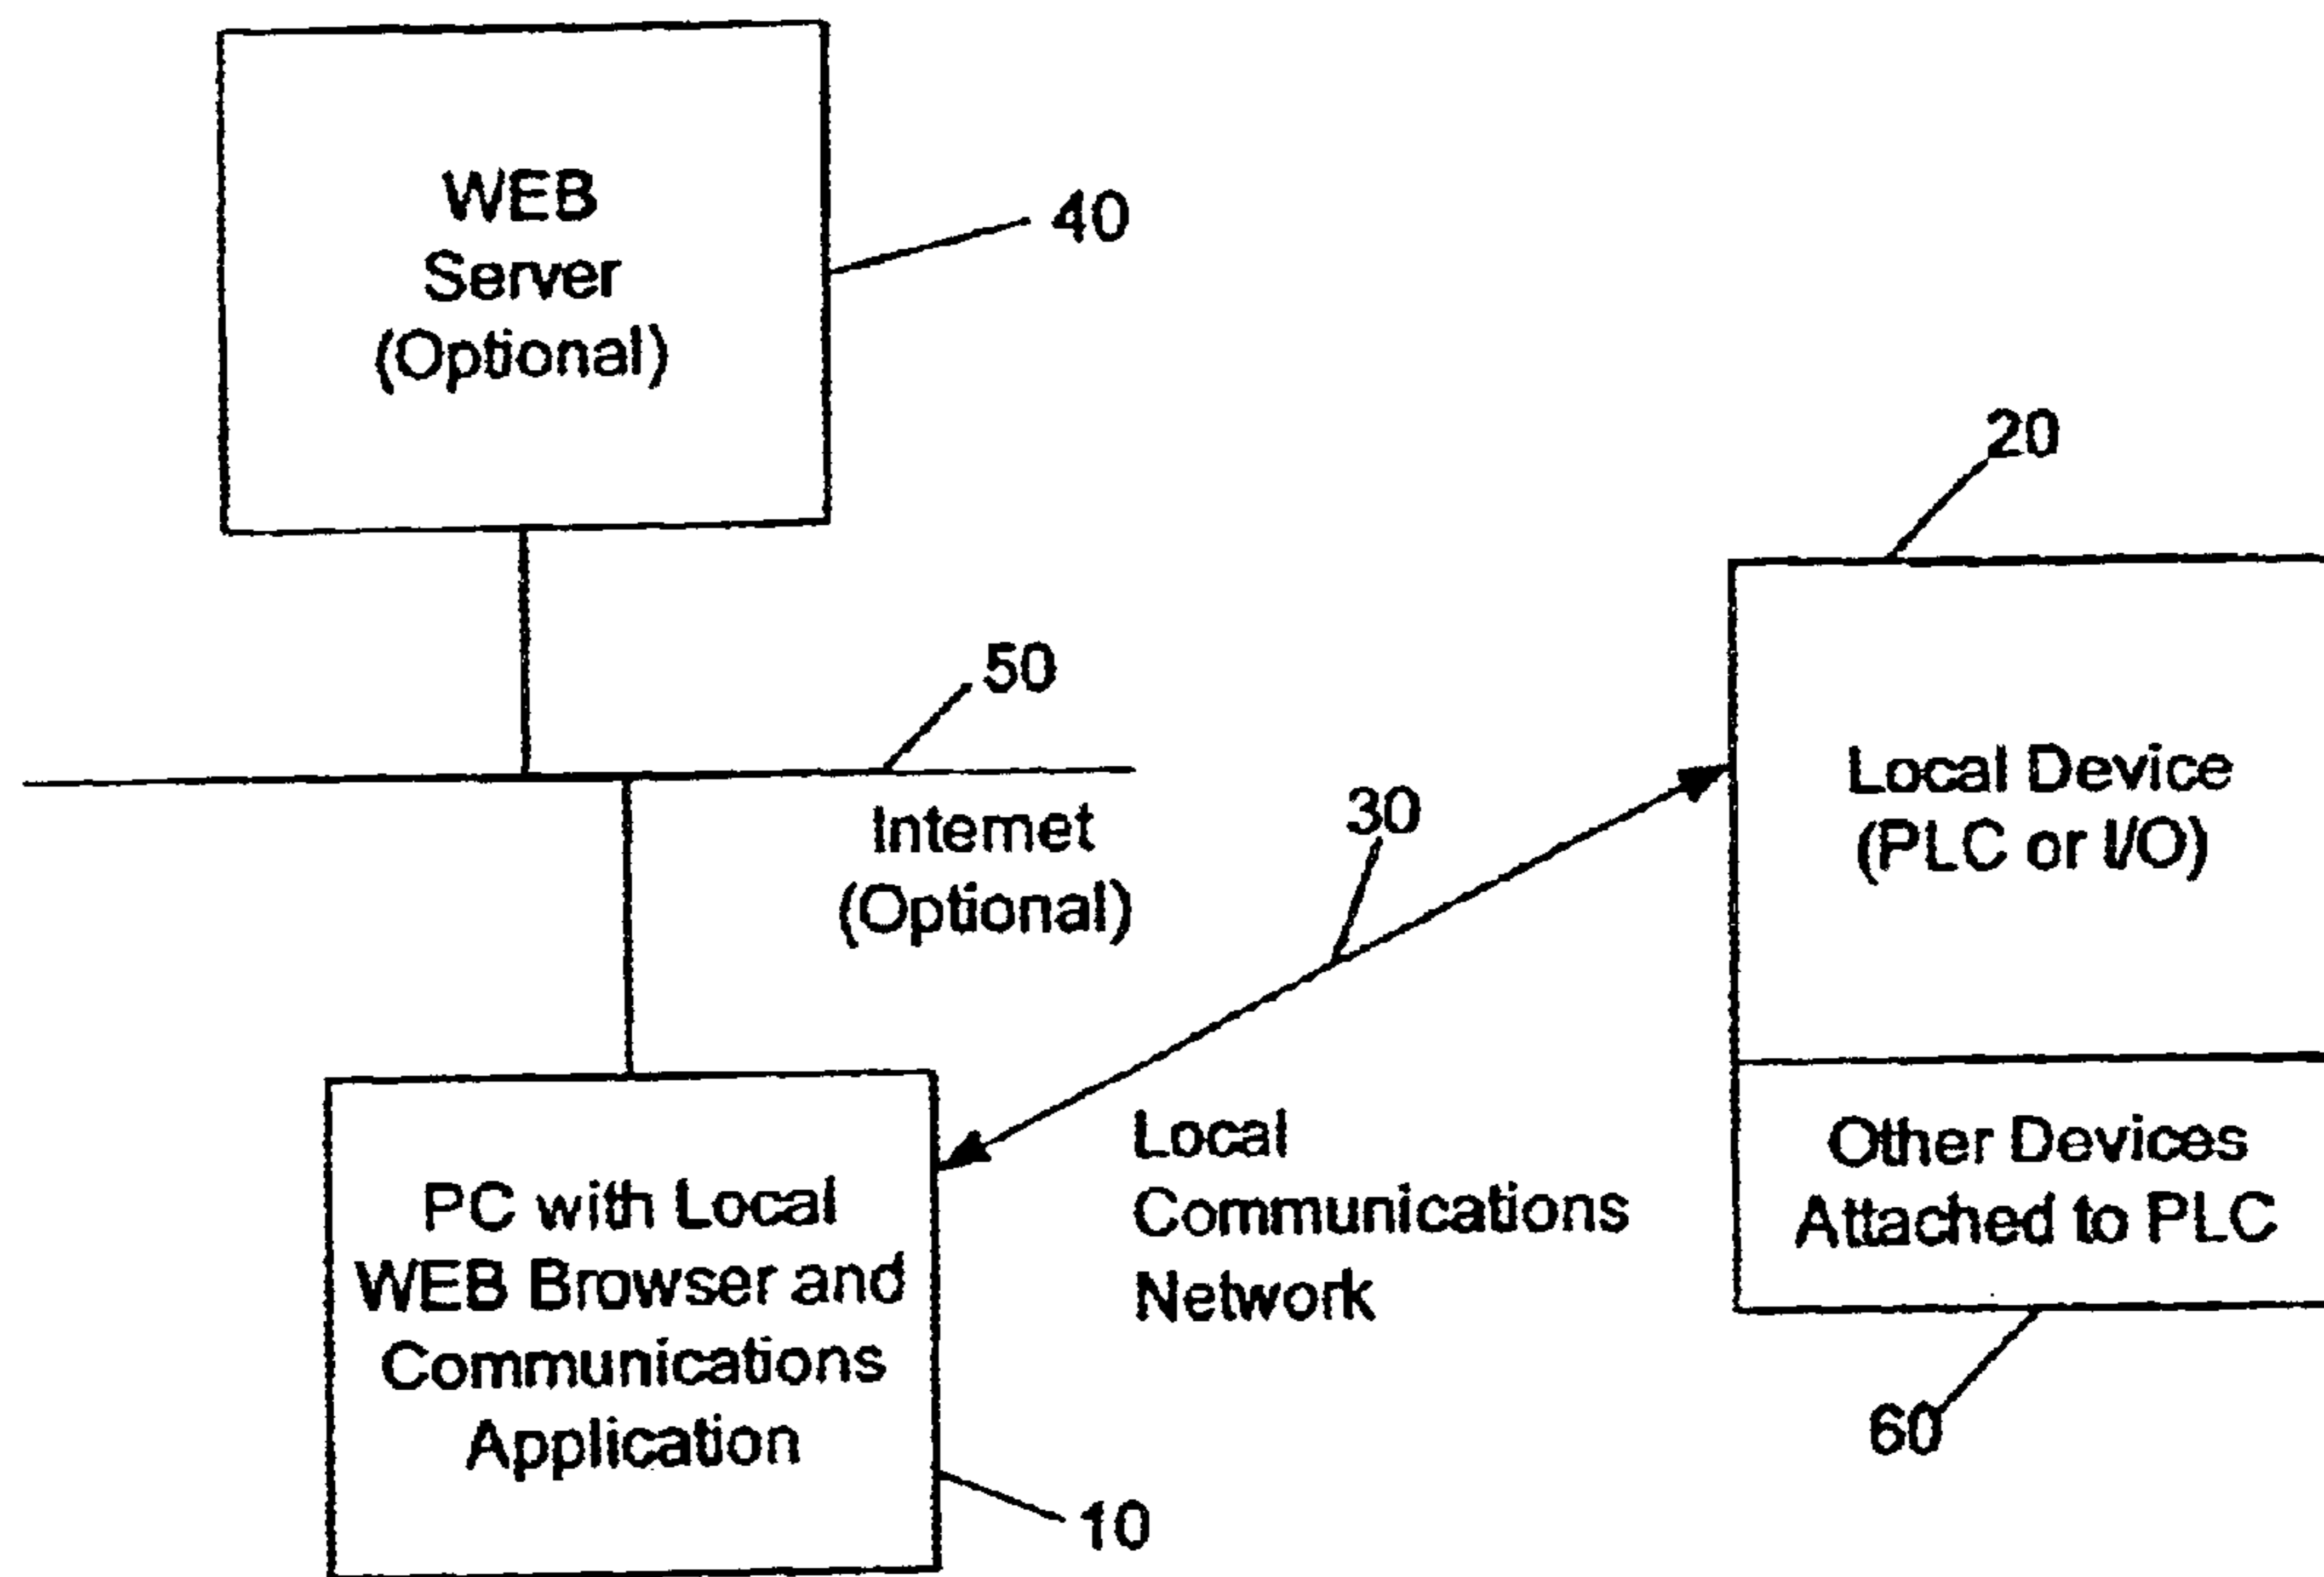 WEB
Server
(Optional)
40
20
50
Internet
(Optional)
30
Local Device
(PLC or I/O)
Local
Communications
Network
Other Devices
Attached to PLC
PC with Local
WEB Browser and
Communications
Application
60
10